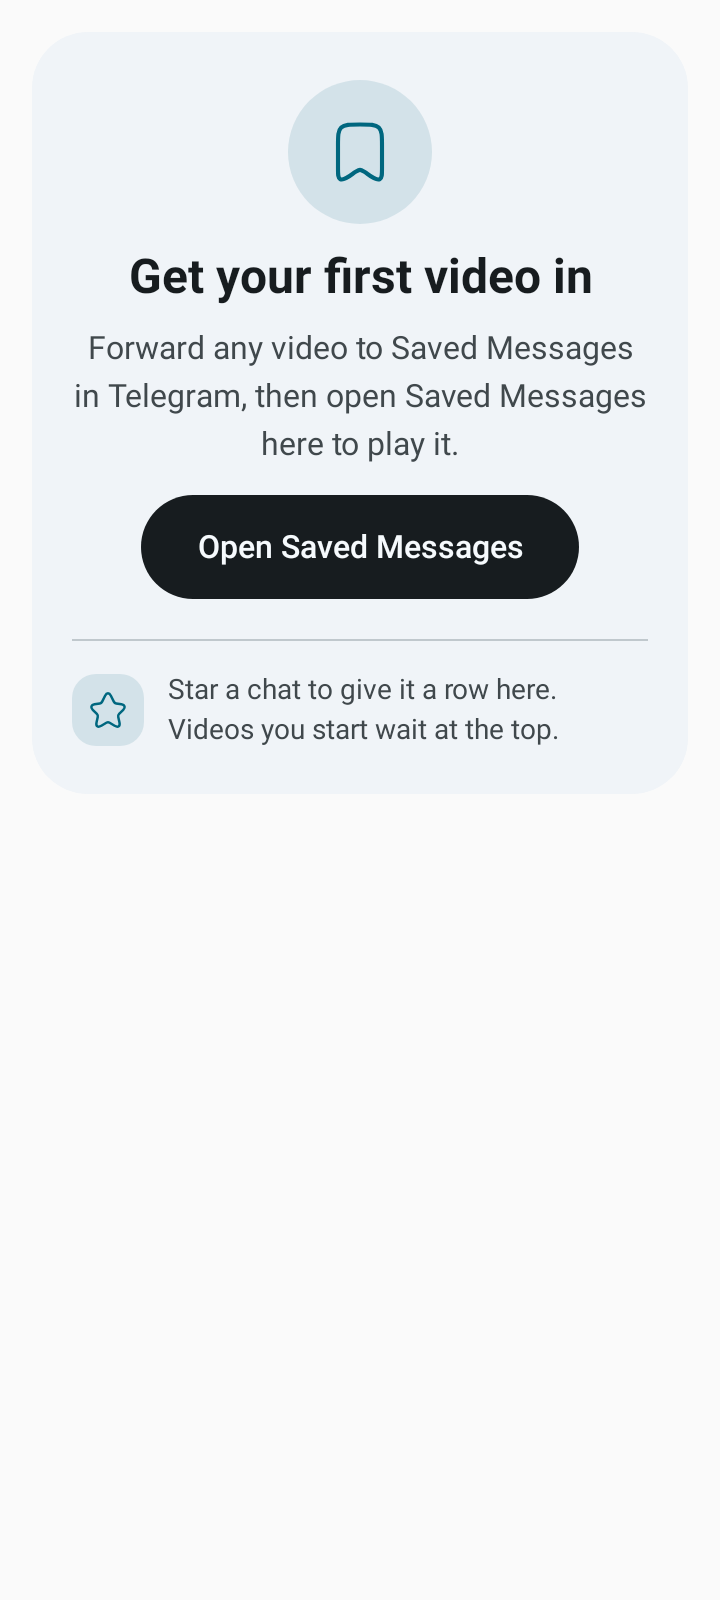 Get your first video in
Forward any video to Saved Messages
in Telegram, then open Saved Messages
here to play it.
Open Saved Messages
Star a chat to give it a row here.
Videos you start wait at the top.